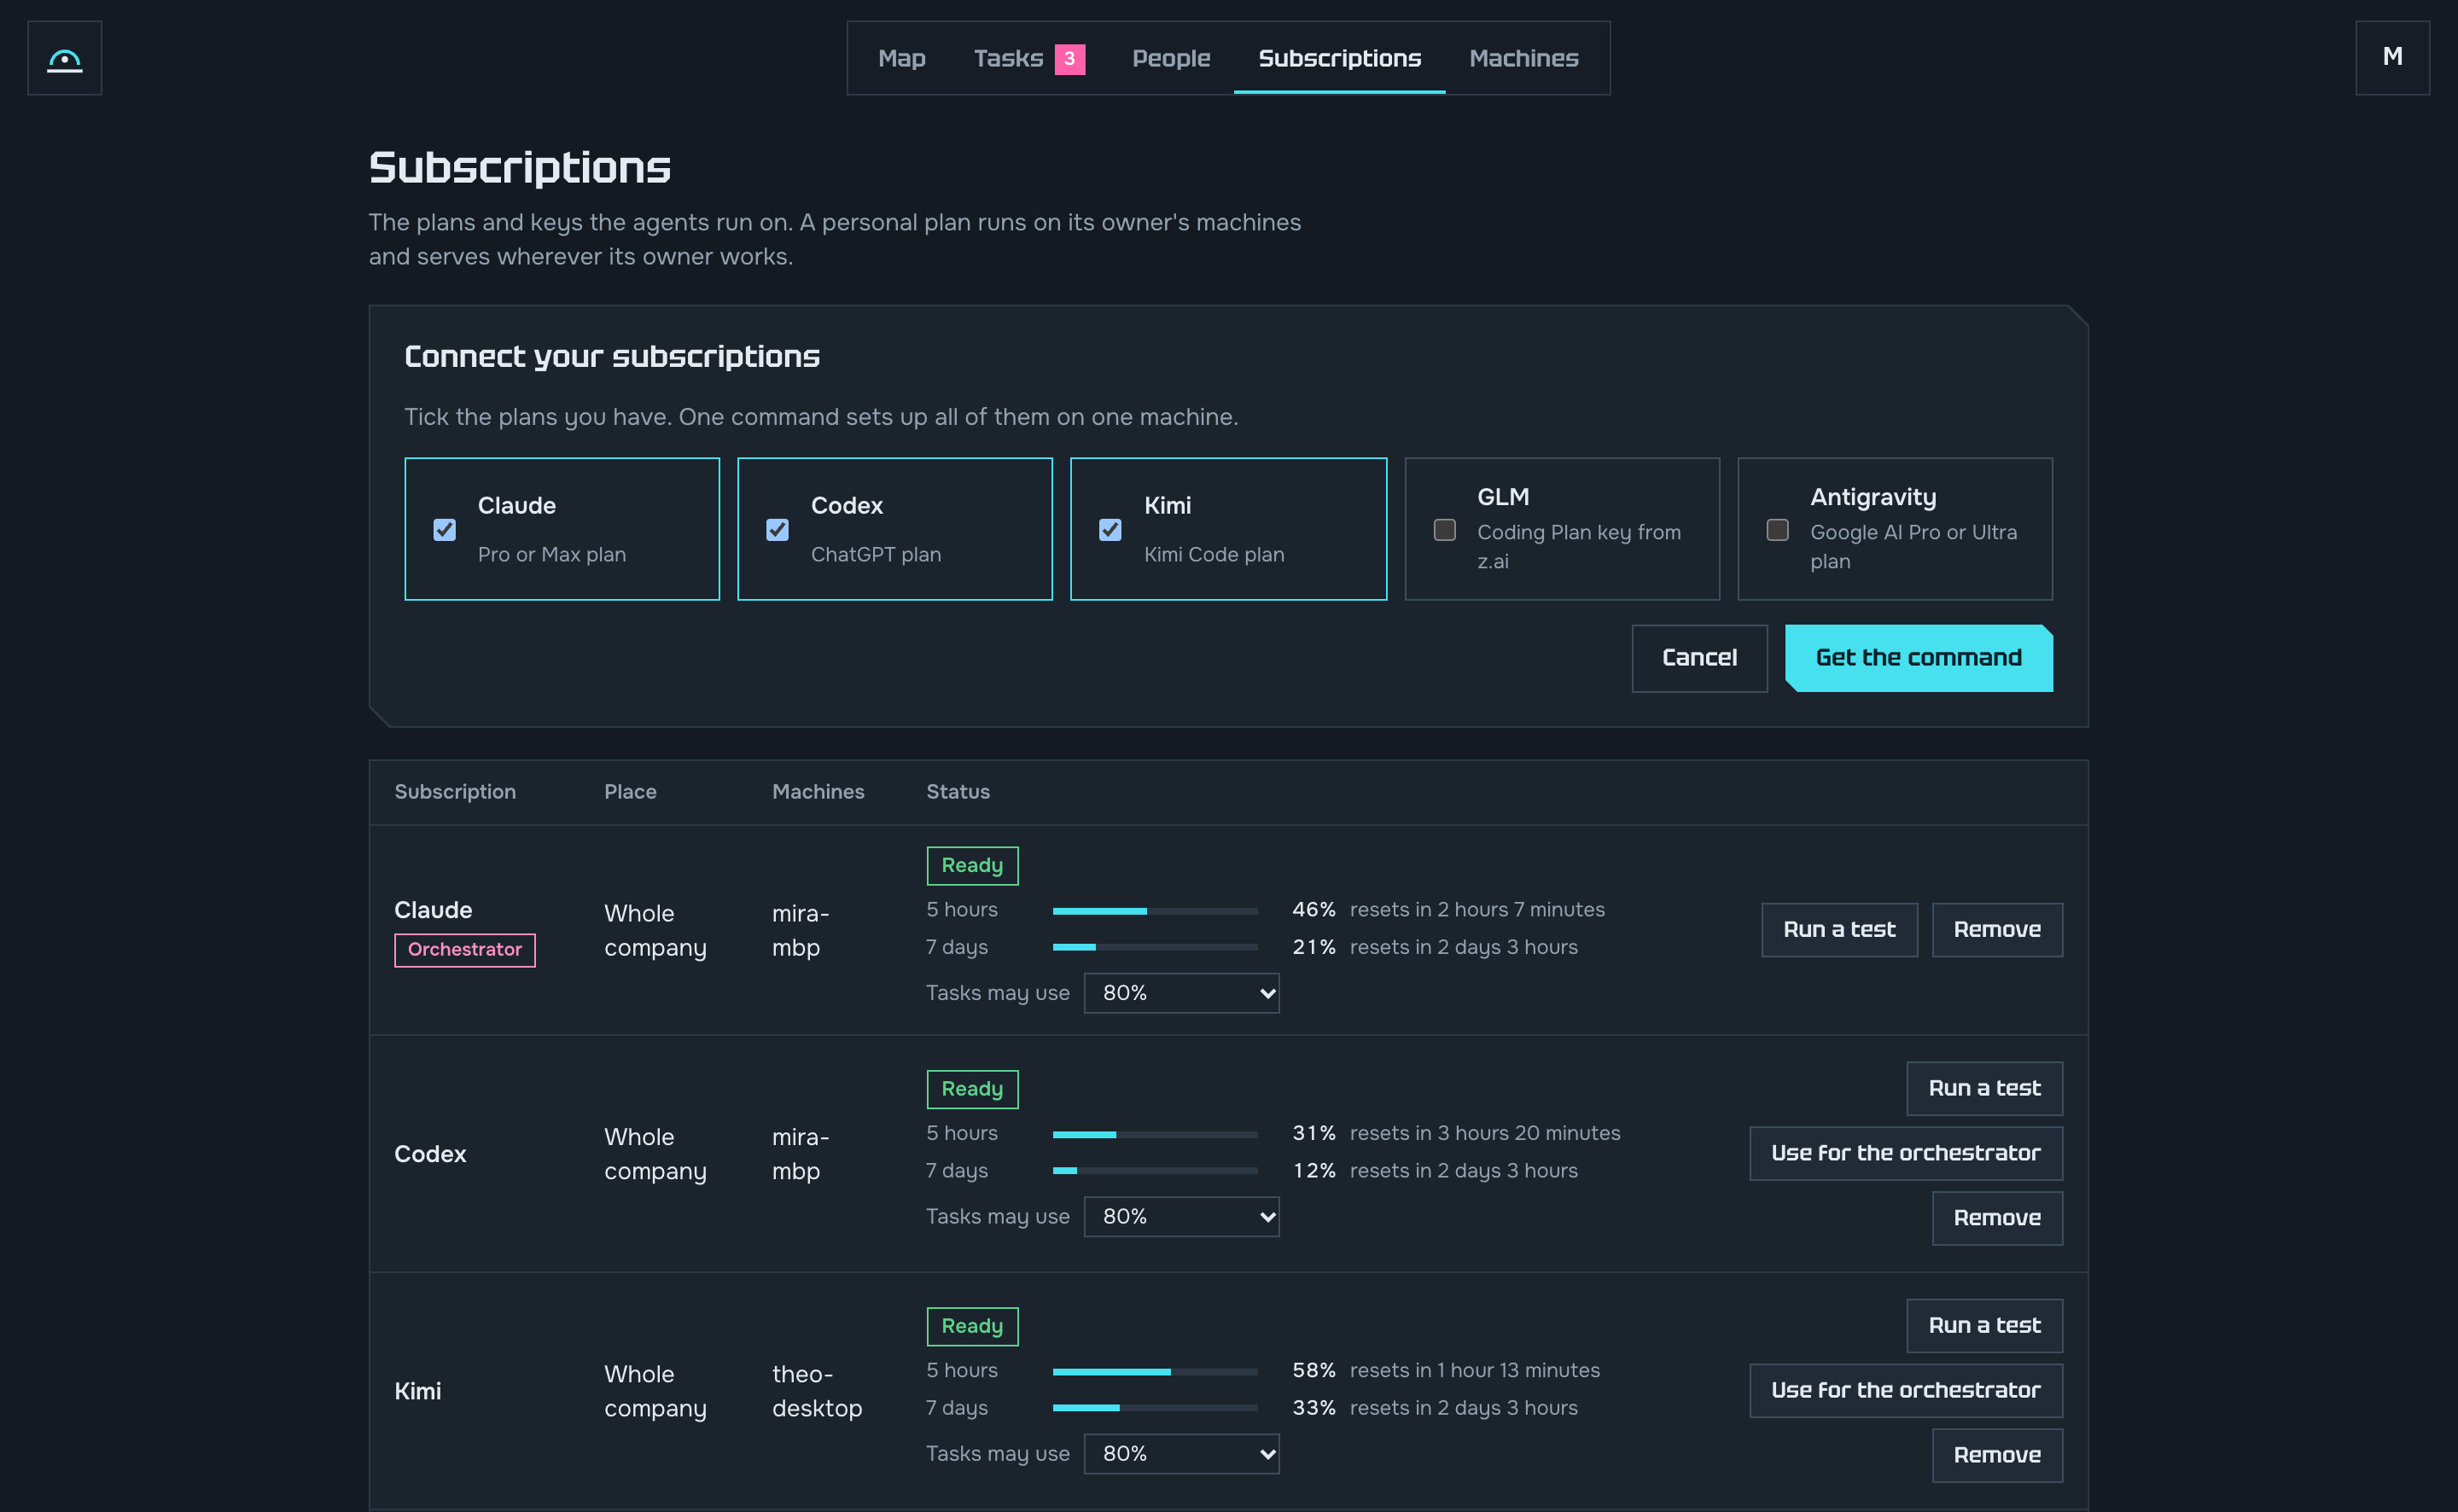 Map Tasks 3 People Subscriptions Machines M
Subscriptions
The plans and keys the agents run on. A personal plan runs on its owner's machines
and serves wherever its owner works.
Connect your subscriptions
Tick the plans you have. One command sets up all of them on one machine.
Claude
Pro or Max plan
Codex
ChatGPT plan
Kimi
Kimi Code plan
GLM
Coding Plan key from
z.ai
Antigravity
Google AI Pro or Ultra
plan
Cancel Get the command
Subscription Place Machines Status
Claude
Orchestrator
Whole
company
mira-
mbp
Ready
5 hours 46% resets in 2 hours 7 minutes
7 days 21% resets in 2 days 3 hours
Tasks may use 80%
Run a test Remove
Codex
Whole
company
mira-
mbp
Ready
5 hours 31% resets in 3 hours 20 minutes
7 days 12% resets in 2 days 3 hours
Tasks may use 80%
Run a test
Use for the orchestrator
Remove
Kimi
Whole
company
theo-
desktop
Ready
5 hours 58% resets in 1 hour 13 minutes
7 days 33% resets in 2 days 3 hours
Tasks may use 80%
Run a test
Use for the orchestrator
Remove